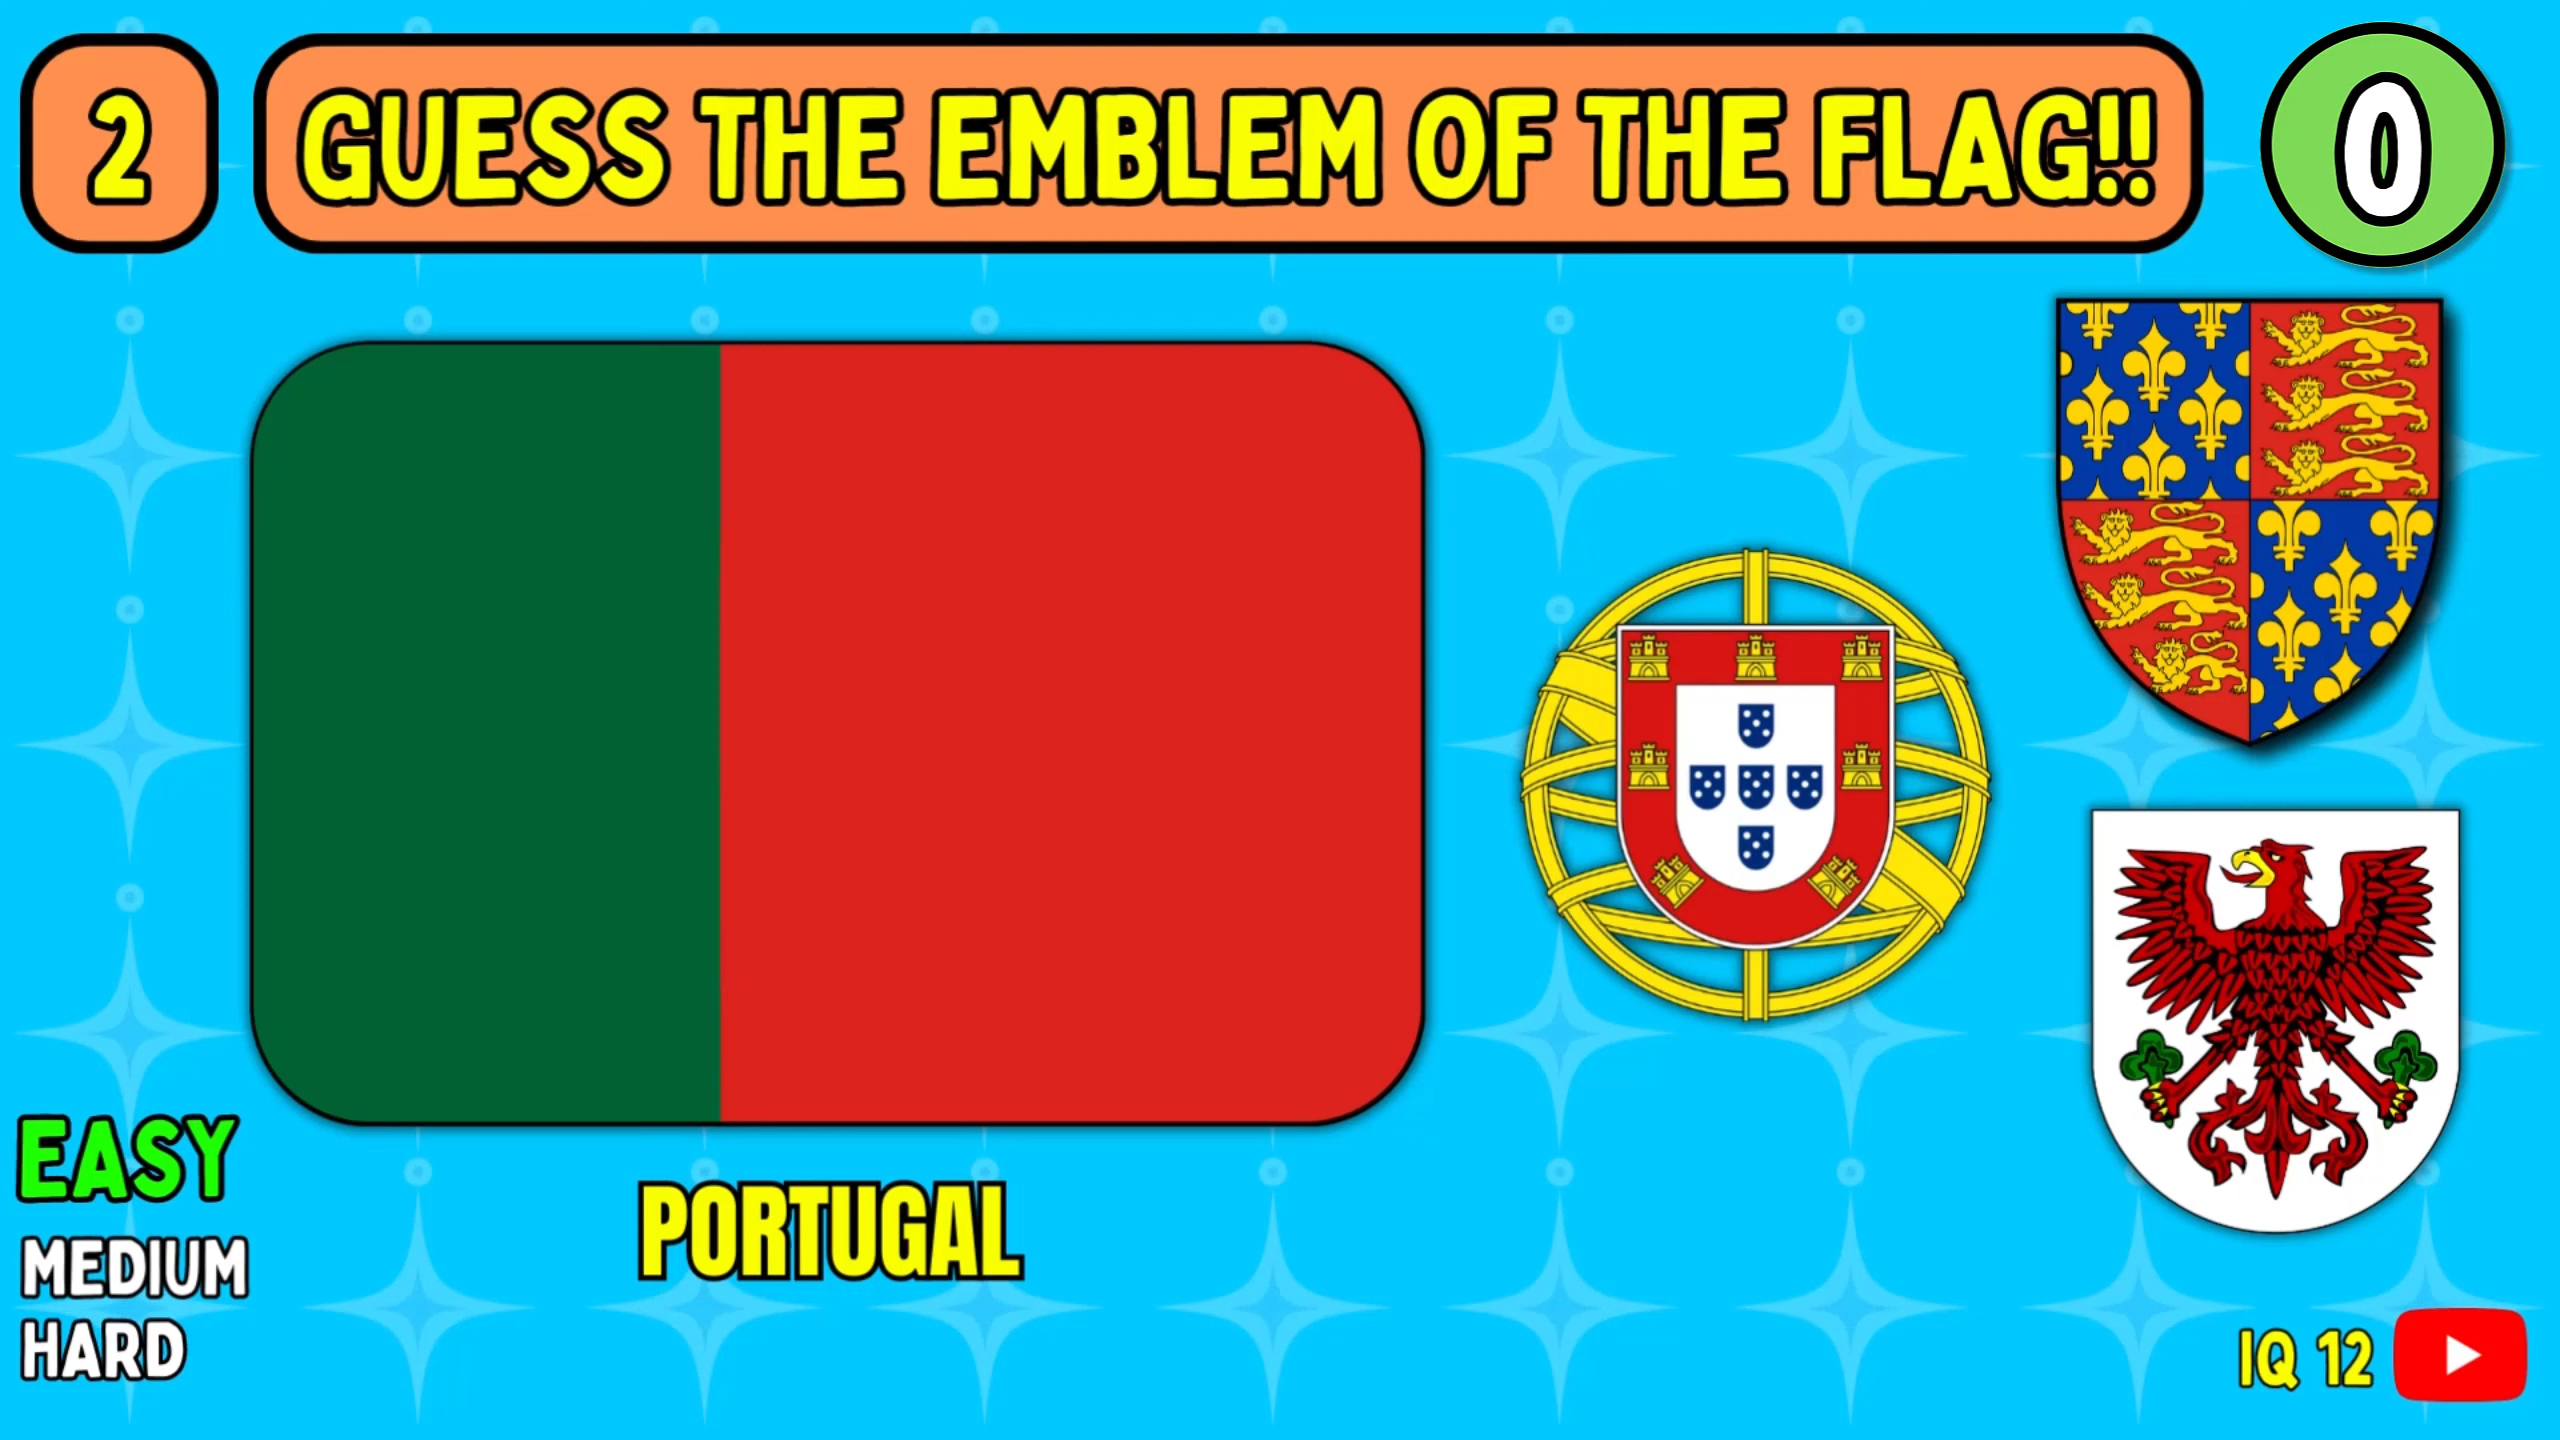 2
GUESS THE EMBLEM OF THE FLAG!!
0
EASY
MEDIUM
HARD
PORTUGAL
IQ 12